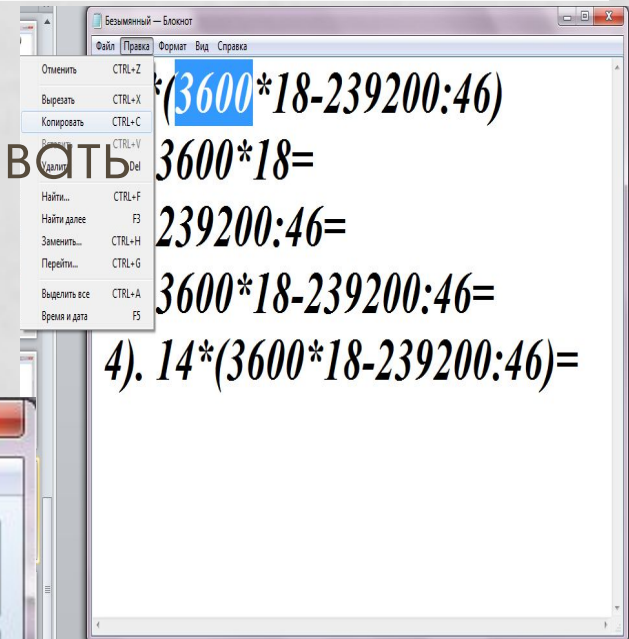 Безымянный — Блокнот
Файл Правка Формат Вид Справка
Отменить CTRL+Z
Вырезать CTRL+X
Копировать CTRL+C
CTRL+V
Удалить Del
Найти... CTRL+F
Найти далее F3
Заменить... CTRL+H
Перейти... CTRL+G
Выделить все CTRL+A
Время и дата F5
вать
*(3600*18-239200:46)
3600*18=
239200:46=
3600*18-239200:46=
4). 14*(3600*18-239200:46)=